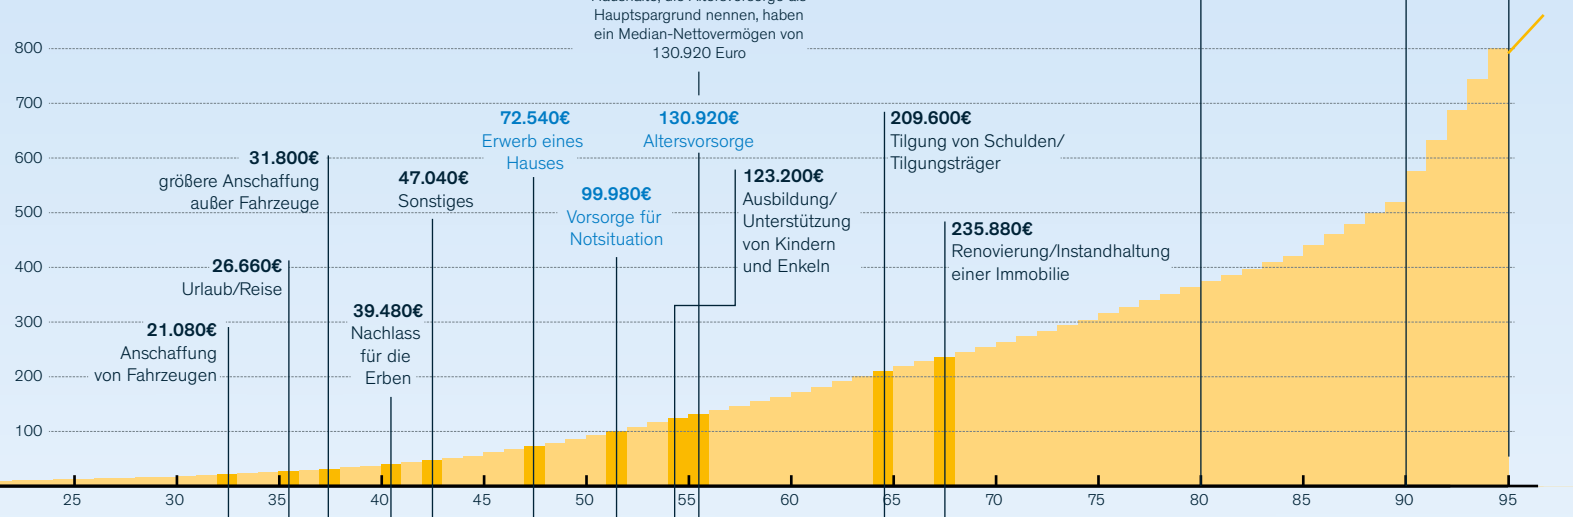 Haushalte, die Altersvorsorge als
Hauptspargrund nennen, haben
ein Median-Nettovermögen von
130.920 Euro
800
700
600
500
400
300
200
100
21.080€
Anschaffung
von Fahrzeugen
26.660€
Urlaub/Reise
31.800€
größere Anschaffung
außer Fahrzeuge
39.480€
Nachlass
für die
Erben
47.040€
Sonstiges
72.540€
Erwerb eines
Hauses
99.980€
Vorsorge für
Notsituation
130.920€
Altersvorsorge
123.200€
Ausbildung/
Unterstützung
von Kindern
und Enkeln
209.600€
Tilgung von Schulden/
Tilgungsträger
235.880€
Renovierung/Instandhaltung
einer Immobilie
25 30 35 40 45 50 55 60 65 70 75 80 85 90 95